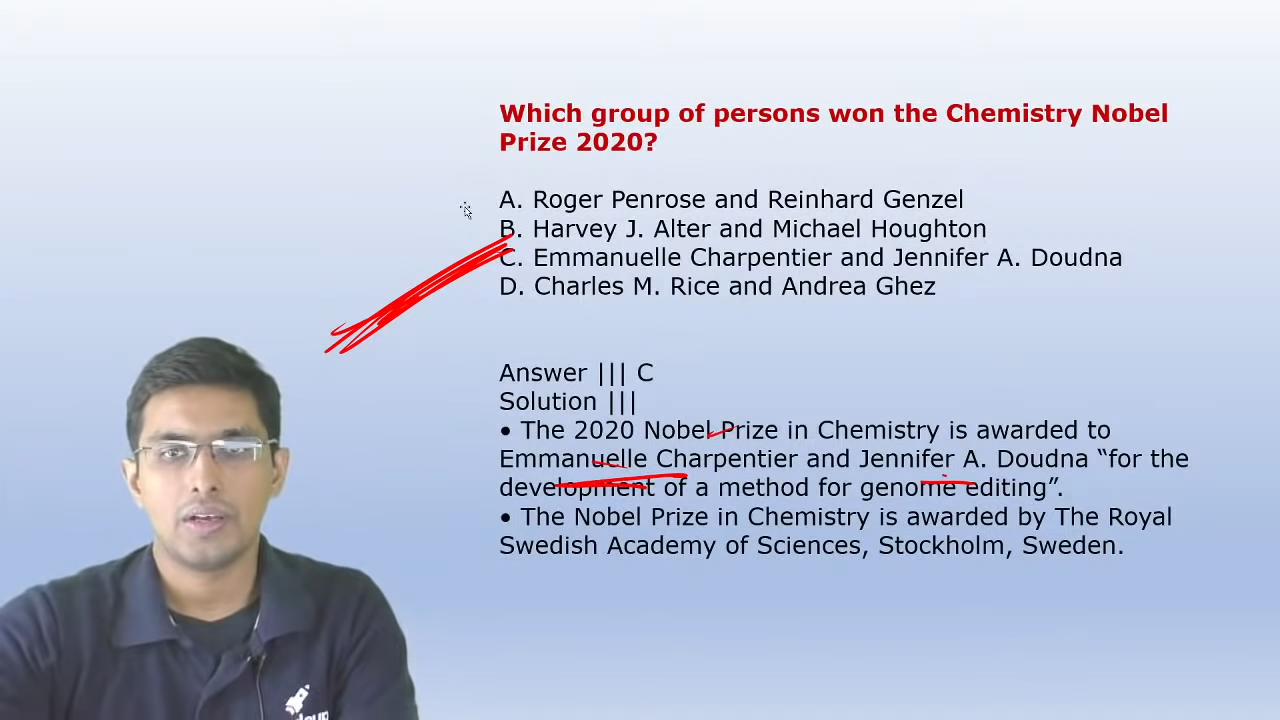 Which group of persons won the Chemistry Nobel
Prize 2020?
A. Roger Penrose and Reinhard Genzel
B. Harvey J. Alter and Michael Houghton
C. Emmanuelle Charpentier and Jennifer A. Doudna
D. Charles M. Rice and Andrea Ghez
Answer ||| C
Solution |||
• The 2020 Nobel Prize in Chemistry is awarded to
Emmanuelle Charpentier and Jennifer A. Doudna “for the
development of a method for genome editing”.
• The Nobel Prize in Chemistry is awarded by The Royal
Swedish Academy of Sciences, Stockholm, Sweden.